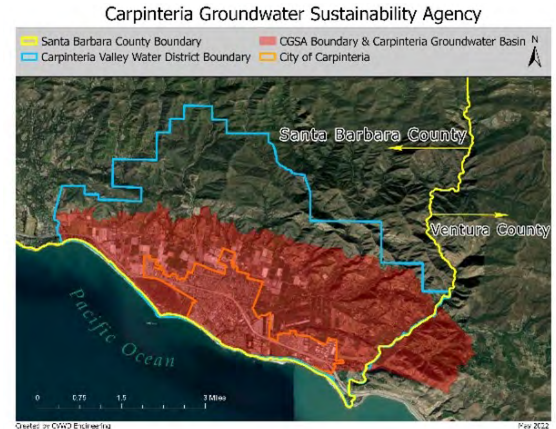 Carpinteria Groundwater Sustainability Agency
Santa Barbara County Boundary
CGSA Boundary & Carpinteria Groundwater Basin
N
Carpinteria Valley Water District Boundary
City of Carpinteria
Santa Barbara County
Ventura County
Pacific Ocean
0 0.75 1.5 3 Miles
Created by CVWD Engineering
May 2022